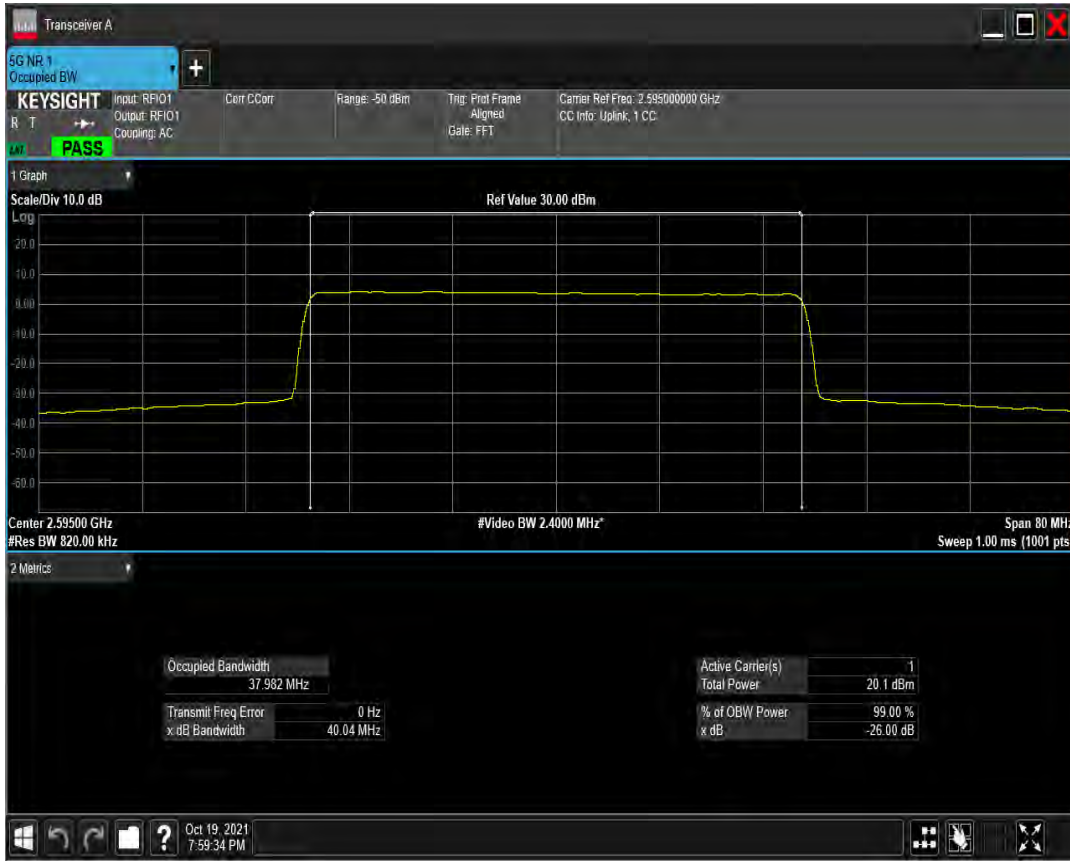 Transceiver A
5G NR 1
Occupied BW
+
KEYSIGHT
R T
PASS
Input: RFIO1
Output: RFIO1
Coupling: AC
Corr CCorr
Range: -50 dBm
Trig: Prot Frame
Aligned
Gate: FFT
Carrier Ref Freq: 2.595000000 GHz
CC Info: Uplink, 1 CC
1 Graph
Scale/Div 10.0 dB
Ref Value 30.00 dBm
Log
20.0
10.0
0.00
-10.0
-20.0
-30.0
-40.0
-50.0
-60.0
Center 2.59500 GHz
#Video BW 2.4000 MHz*
Span 80 MHz
#Res BW 820.00 kHz
Sweep 1.00 ms (1001 pts
2 Metrics
Occupied Bandwidth
37.982 MHz
Transmit Freq Error 0 Hz
x dB Bandwidth 40.04 MHz
Active Carrier(s) 1
Total Power 20.1 dBm
% of OBW Power 99.00 %
x dB -26.00 dB
?
Oct 19, 2021
7:59:34 PM